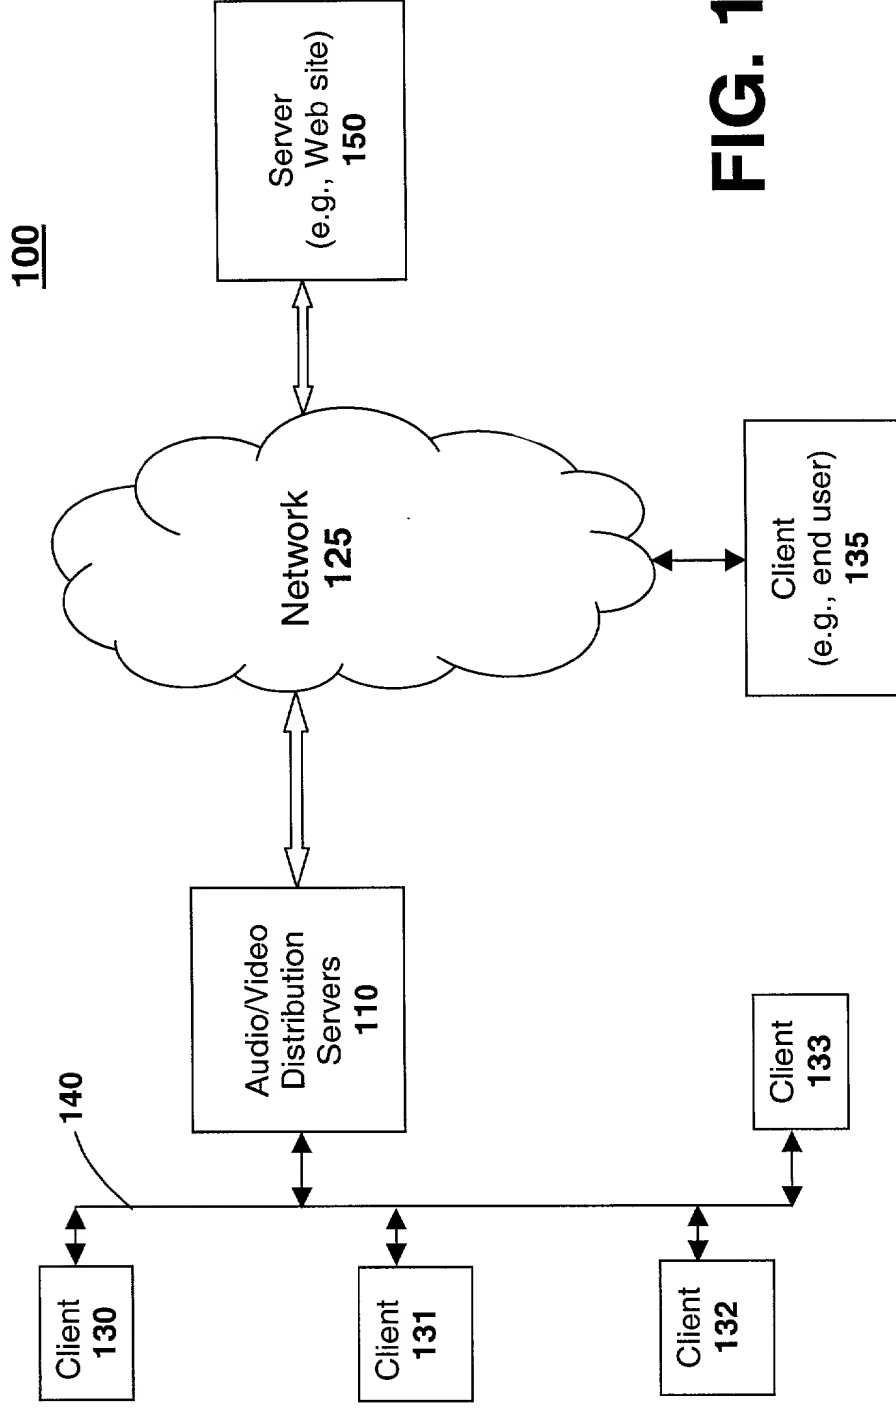 100
Client
130
140
Client
131
Audio/Video
Distribution
Servers
110
Network
125
Server
(e.g., Web site)
150
Client
132
Client
133
Client
(e.g., end user)
135
FIG. 1